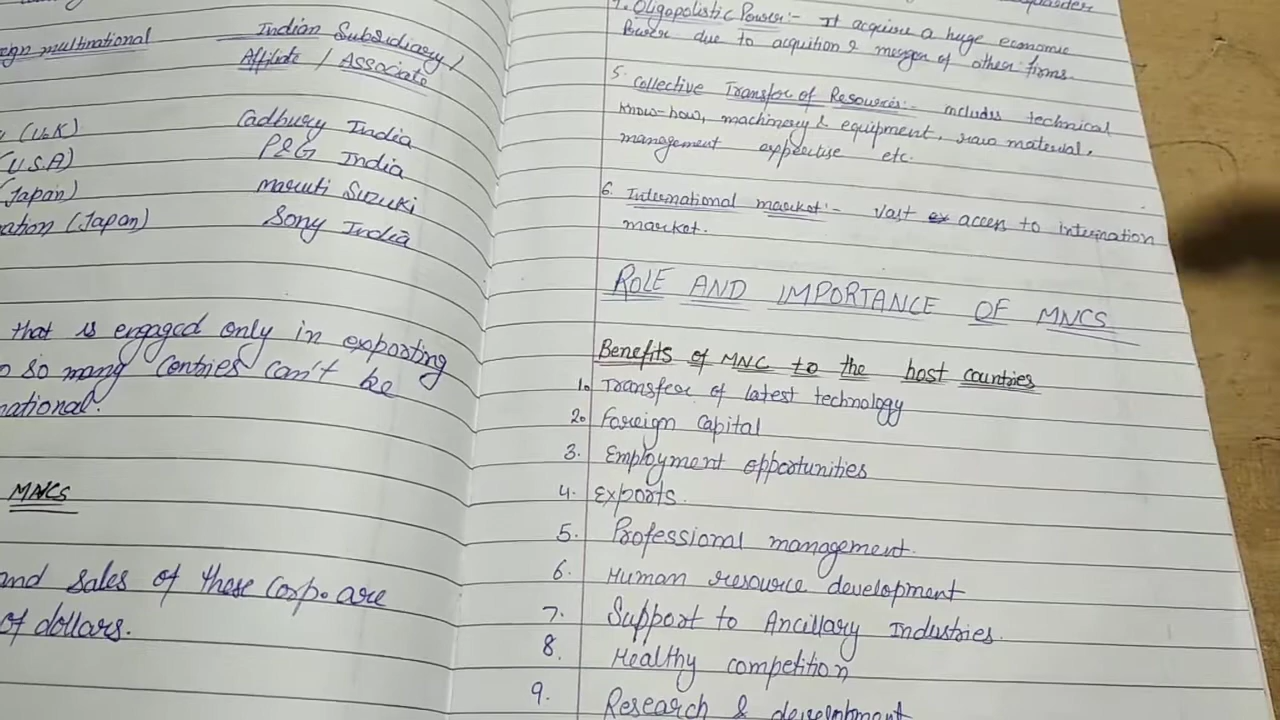 eign multinational
Indian Subsidiary /
Affiliate / Associate
(U.K)
Cadbury India
(U.S.A)
P&G India
(Japan)
Maruti Suzuki
ation (Japan)
Sony India
that is engaged only in exporting
so many Contries can't be
national.
MNCS
and sales of these Corp. are
of dollars.
Oligopolistic Power:- It acquire a huge economic
Power due to acqution & merger of other firms.
5. Collective Transfer of Resources:- includes technical
know-how, machinery & equipment, raw material,
management expertise etc.
6. International market:- Vast access to internation
market.
ROLE AND IMPORTANCE OF MNCS
Benefits of MNC to the host countries
1. Transfer of latest technology
2. Foreign Capital
3. Employment opportunities
4. Exports.
5. Professional management.
6. Human resource development
7. Support to Ancillary Industries.
8. Healthy competition
9. Research & development